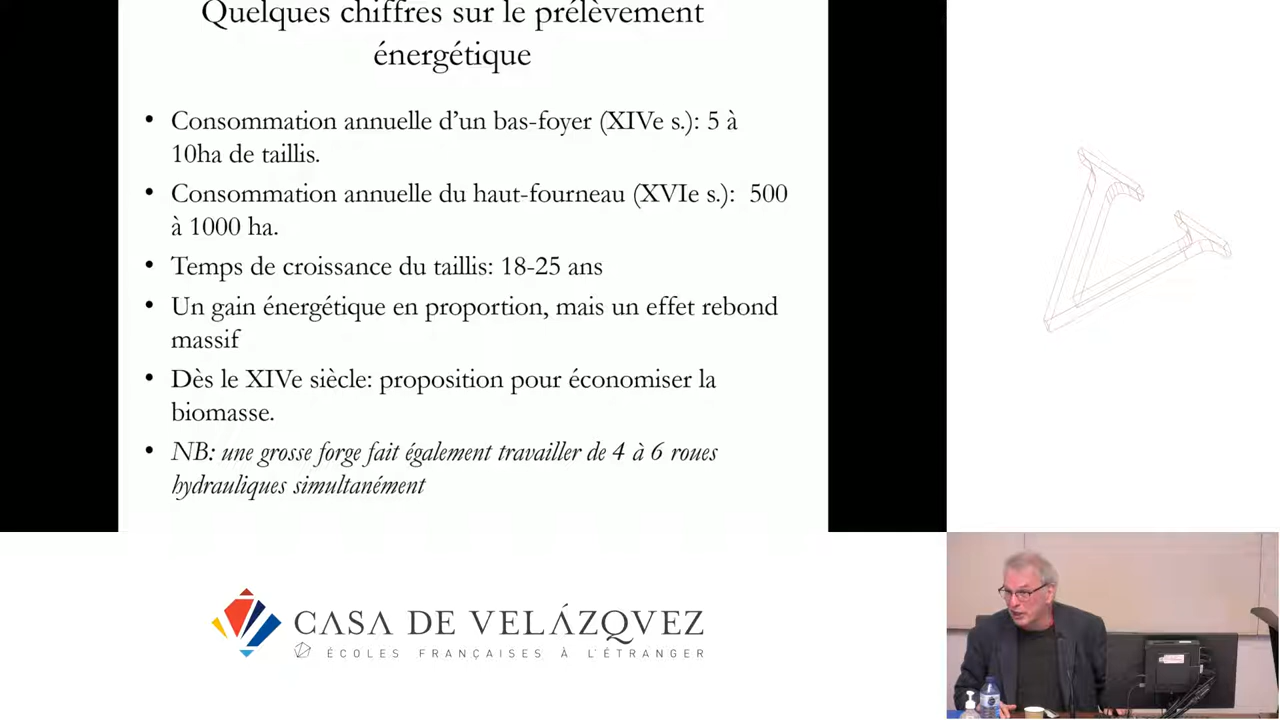 Quelques chiffres sur le prélèvement
énergétique
• Consommation annuelle d’un bas-foyer (XIVe s.): 5 à
10ha de taillis.
• Consommation annuelle du haut-fourneau (XVIe s.):  500
à 1000 ha.
• Temps de croissance du taillis: 18-25 ans
• Un gain énergétique en proportion, mais un effet rebond
massif
• Dès le XIVe siècle: proposition pour économiser la
biomasse.
• NB: une grosse forge fait également travailler de 4 à 6 roues
hydrauliques simultanément
CASA DE VELÁZQVEZ
ÉCOLES FRANÇAISES À L'ÉTRANGER